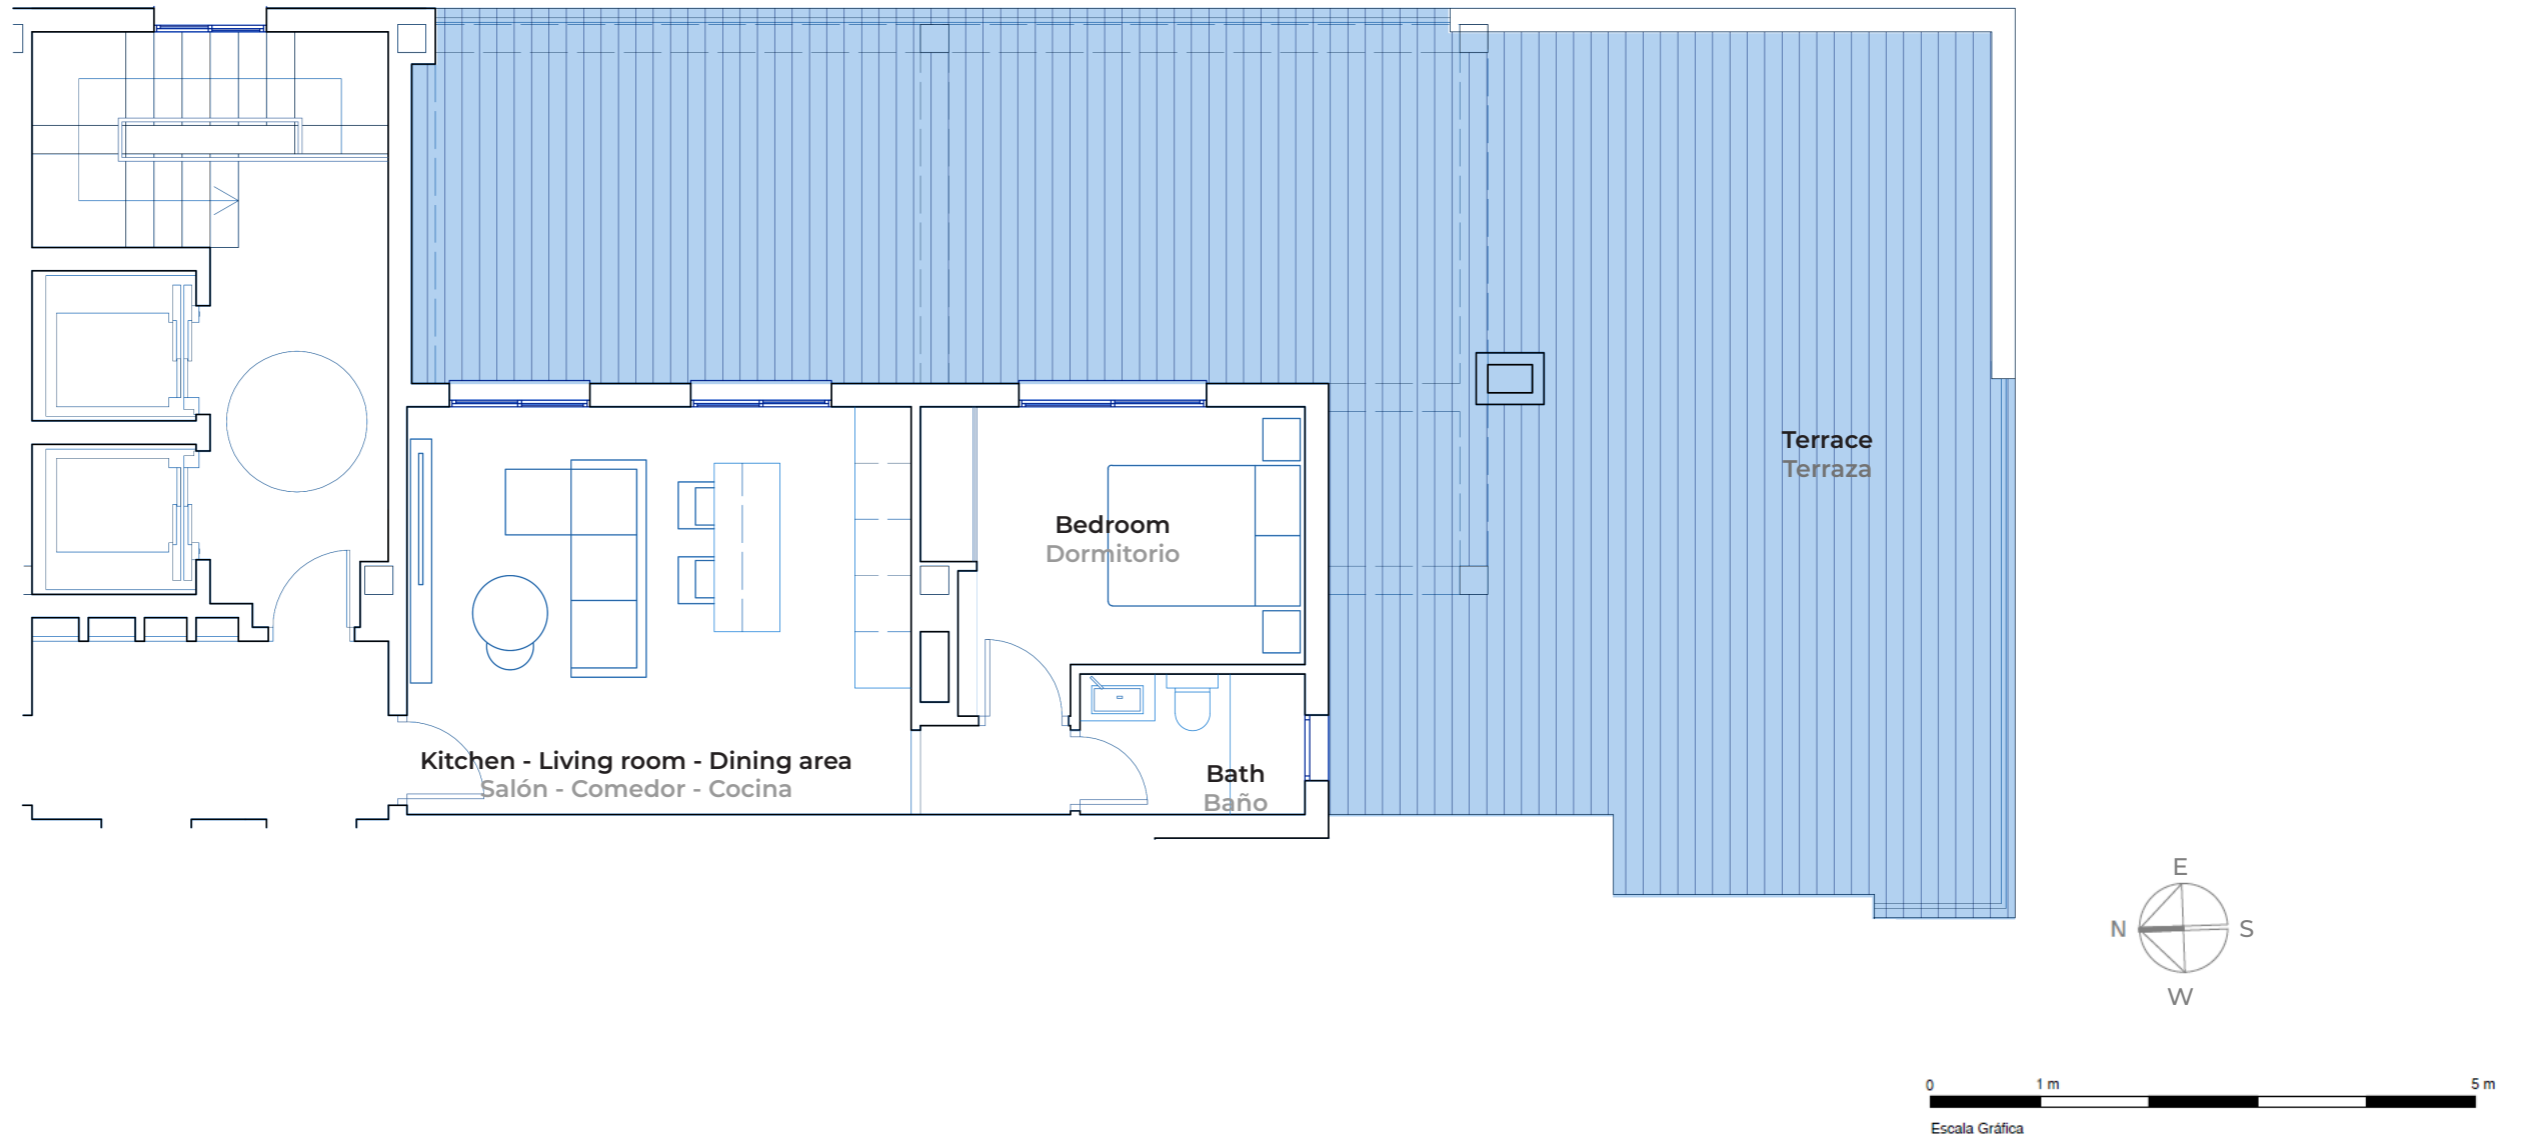 Terrace
Terraza
Bedroom
Dormitorio
Kitchen - Living room - Dining area
Salón - Comedor - Cocina
Bath
Baño
E
N
S
W
0 1 m 5 m
Escala Gráfica